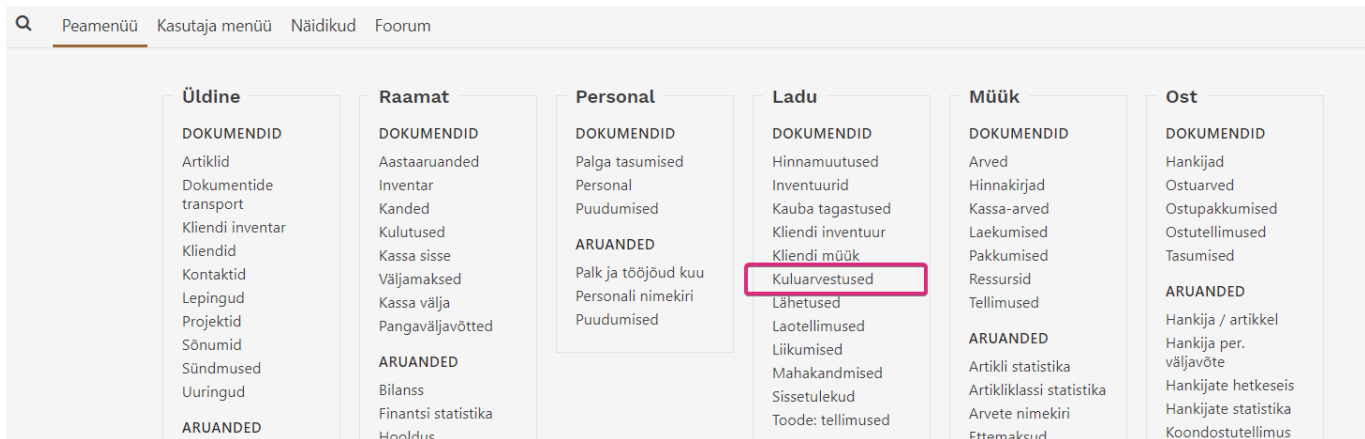 Peamenüü Kasutaja menüü Näidikud Foorum
Üldine
DOKUMENDID
Artiklid
Dokumentide
transport
Kliendi inventar
Kliendid
Kontaktid
Lepingud
Projektid
Sõnumid
Sündmused
Uuringud
ARUANDED
Raamat
DOKUMENDID
Aastaaruanded
Inventar
Kanded
Kulutused
Kassa sisse
Väljamaksed
Kassa välja
Pangaväljavõtted
ARUANDED
Bilanss
Finantsi statistika
Hooldus
Personal
DOKUMENDID
Palga tasumised
Personal
Puudumised
ARUANDED
Palk ja tööjõud kuu
Personali nimekiri
Puudumised
Ladu
DOKUMENDID
Hinnamuutused
Inventuurid
Kauba tagastused
Kliendi inventuur
Kliendi müük
Kuluarvestused
Lähetused
Laotellimused
Liikumised
Mahakandmised
Sissetulekud
Toode: tellimused
Müük
DOKUMENDID
Arved
Hinnakirjad
Kassa-arved
Laekumised
Pakkumised
Ressursid
Tellimused
ARUANDED
Artikli statistika
Artikliklassi statistika
Arvete nimekiri
Ettemaksud
Ost
DOKUMENDID
Hankijad
Ostuarved
Ostupakkumised
Ostutellimused
Tasumised
ARUANDED
Hankija / artikkel
Hankija per.
väljavõte
Hankijate hetkeseis
Hankijate statistika
Koondostutellimus